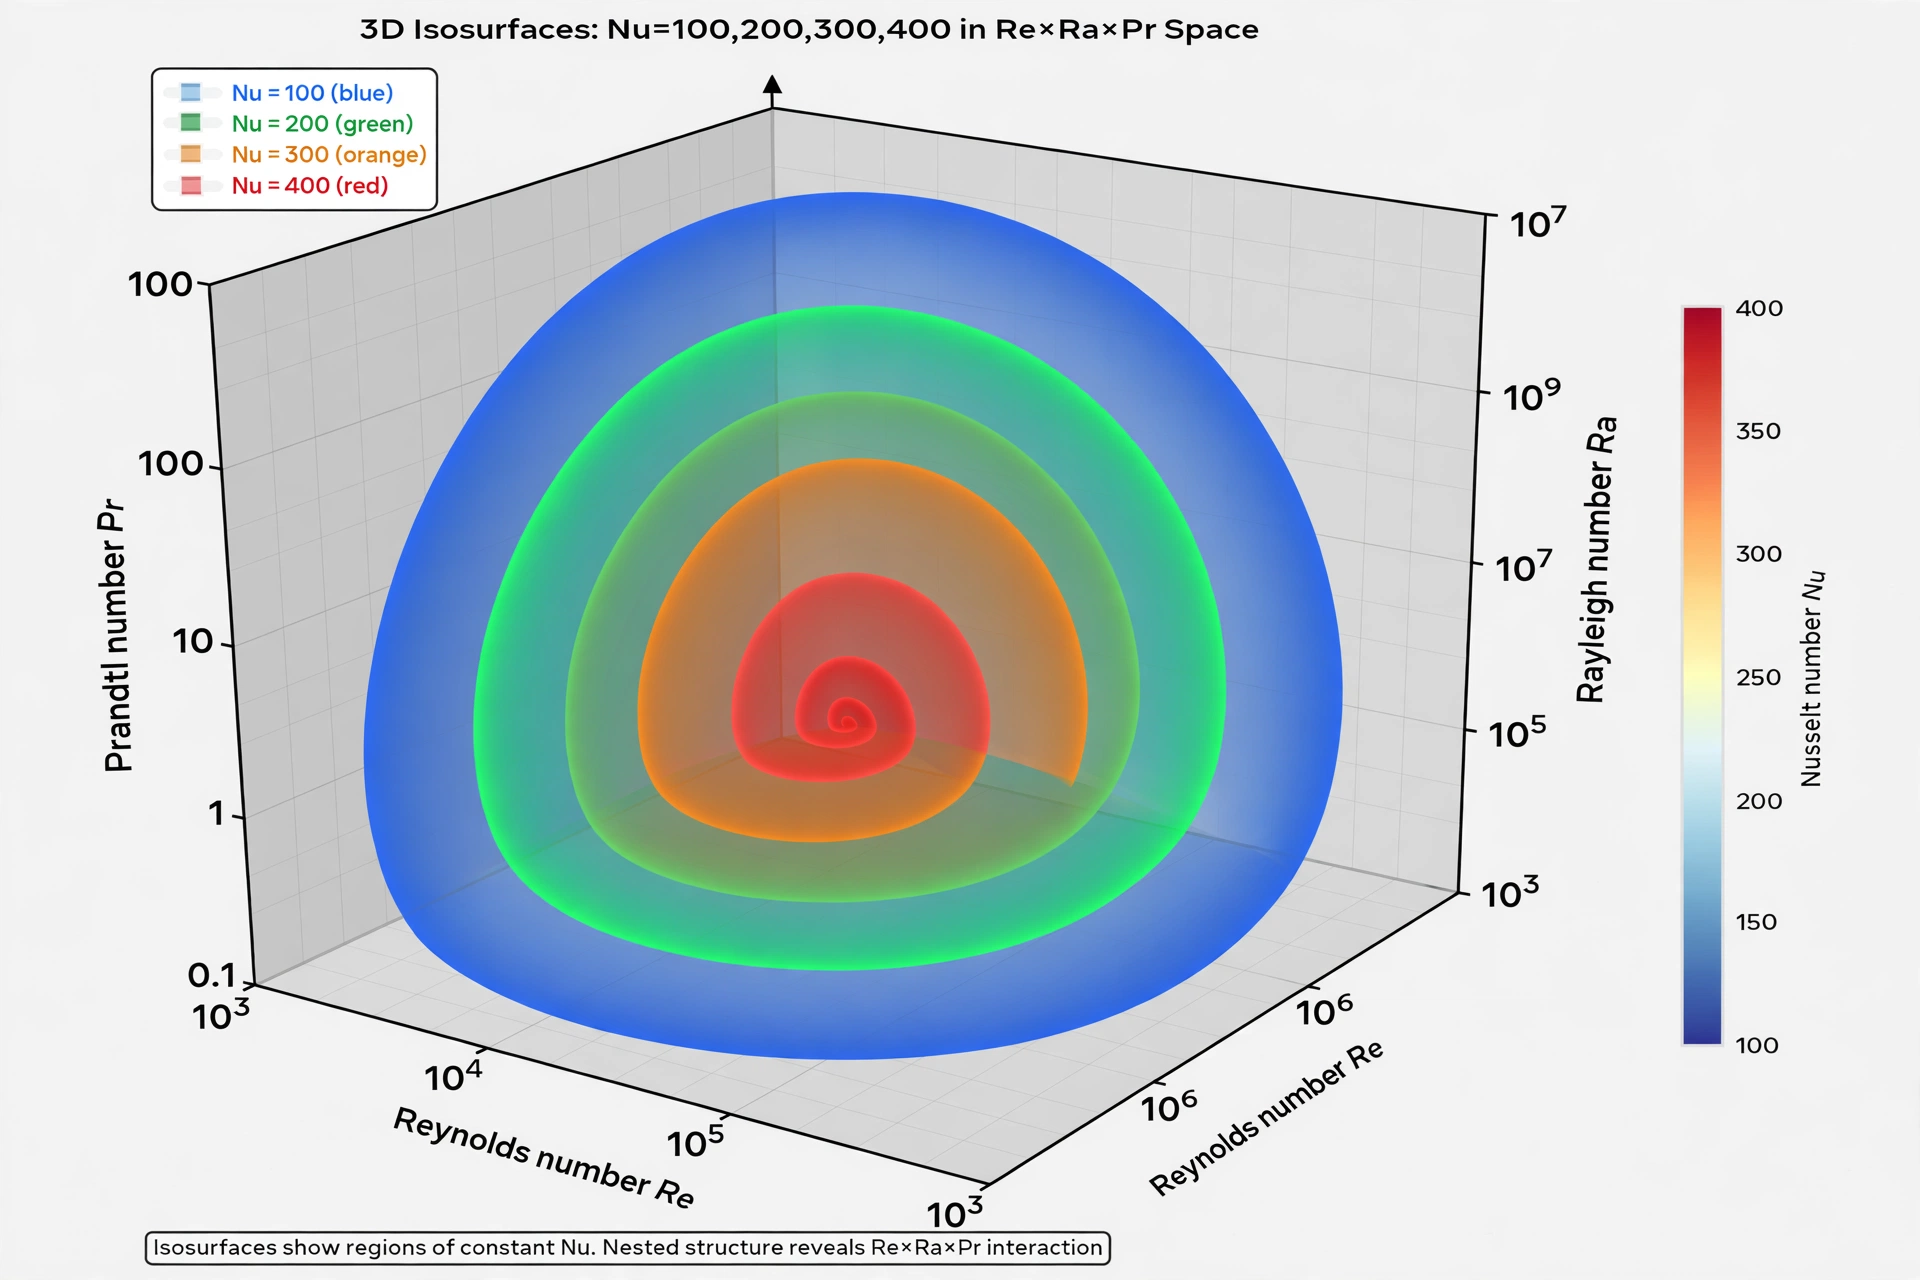 3D Isosurfaces: Nu=100,200,300,400 in Re×Ra×Pr Space
Nu = 100 (blue)
Nu = 200 (green)
Nu = 300 (orange)
Nu = 400 (red)
100
100
10
1
0.1
Prandtl number Pr
10³
10⁴
10⁵
10³
Reynolds number Re
10⁶
10⁶
Reynolds number Re
10⁷
10⁹
10⁷
10⁵
10³
Rayleigh number Ra
400
350
300
250
200
150
100
Nusselt number Nu
Isosurfaces show regions of constant Nu. Nested structure reveals Re×Ra×Pr interaction